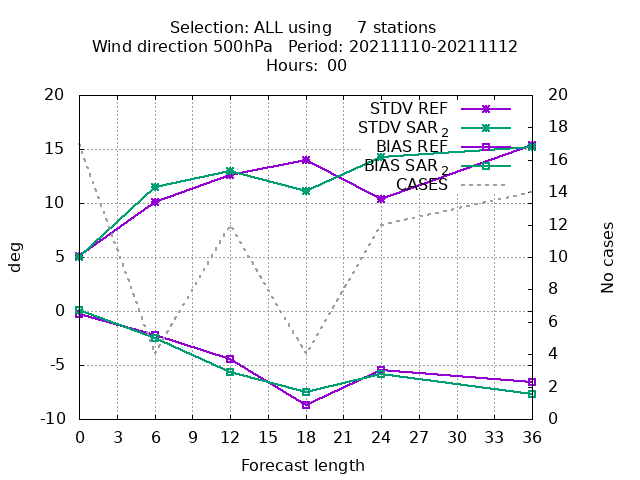 Selection: ALL using     7 stations
Wind direction 500hPa   Period: 20211110-20211112
Hours: 00
20
15
10
5
0
-5
-10
deg
STDV REF
STDV SAR 2
BIAS REF
BIAS SAR 2
CASES
20
18
16
14
12
10
8
6
4
2
0
No cases
0 3 6 9 12 15 18 21 24 27 30 33 36
Forecast length